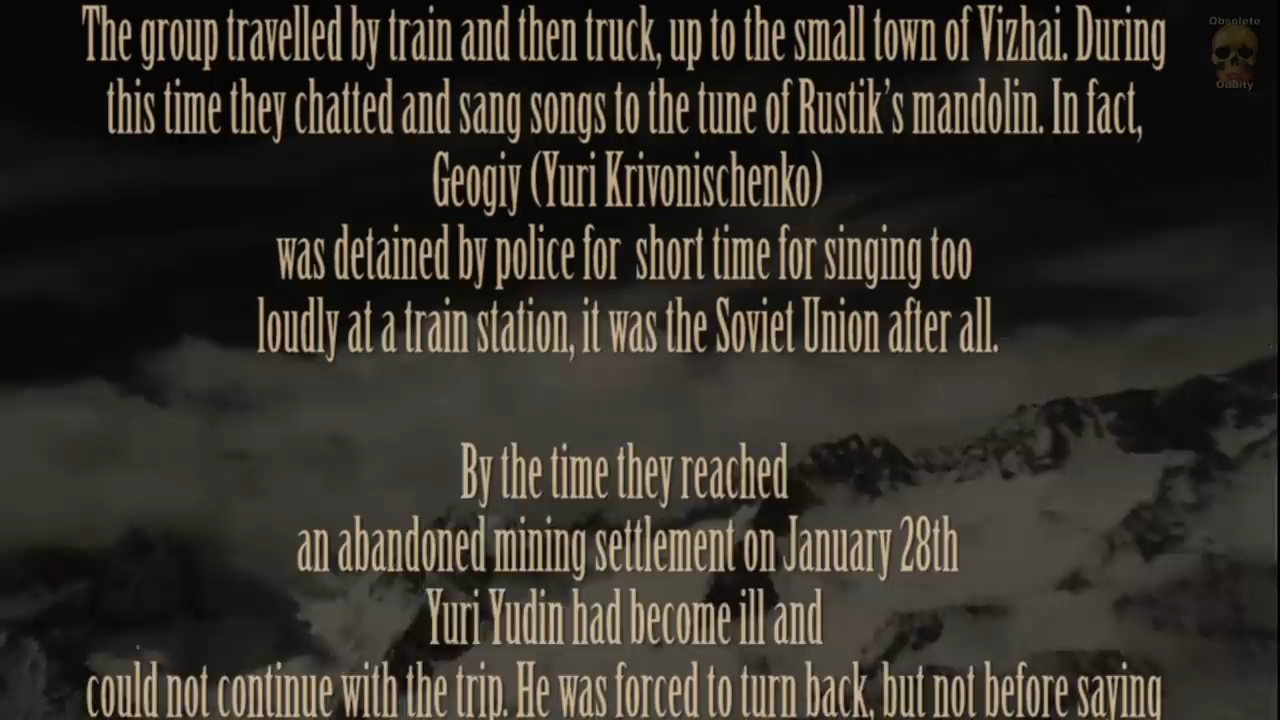 The group travelled by train and then truck, up to the small town of Vizhai. During
this time they chatted and sang songs to the tune of Rustik's mandolin. In fact,
Geogiy (Yuri Krivonischenko)
was detained by police for  short time for singing too
loudly at a train station, it was the Soviet Union after all.
By the time they reached
an abandoned mining settlement on January 28th
Yuri Yudin had become ill and
could not continue with the trip. He was forced to turn back, but not before saying
Obsolete
Oddity